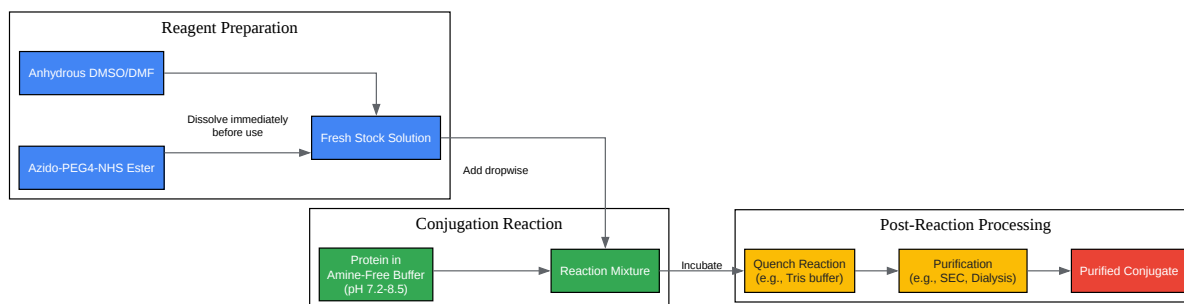 Reagent Preparation
Anhydrous DMSO/DMF
Dissolve immediately
before use
Fresh Stock Solution
Azido-PEG4-NHS Ester
Add dropwise
Conjugation Reaction
Protein in
Amine-Free Buffer
(pH 7.2-8.5)
Reaction Mixture
Incubate
Post-Reaction Processing
Quench Reaction
(e.g., Tris buffer)
Purification
(e.g., SEC, Dialysis)
Purified Conjugate